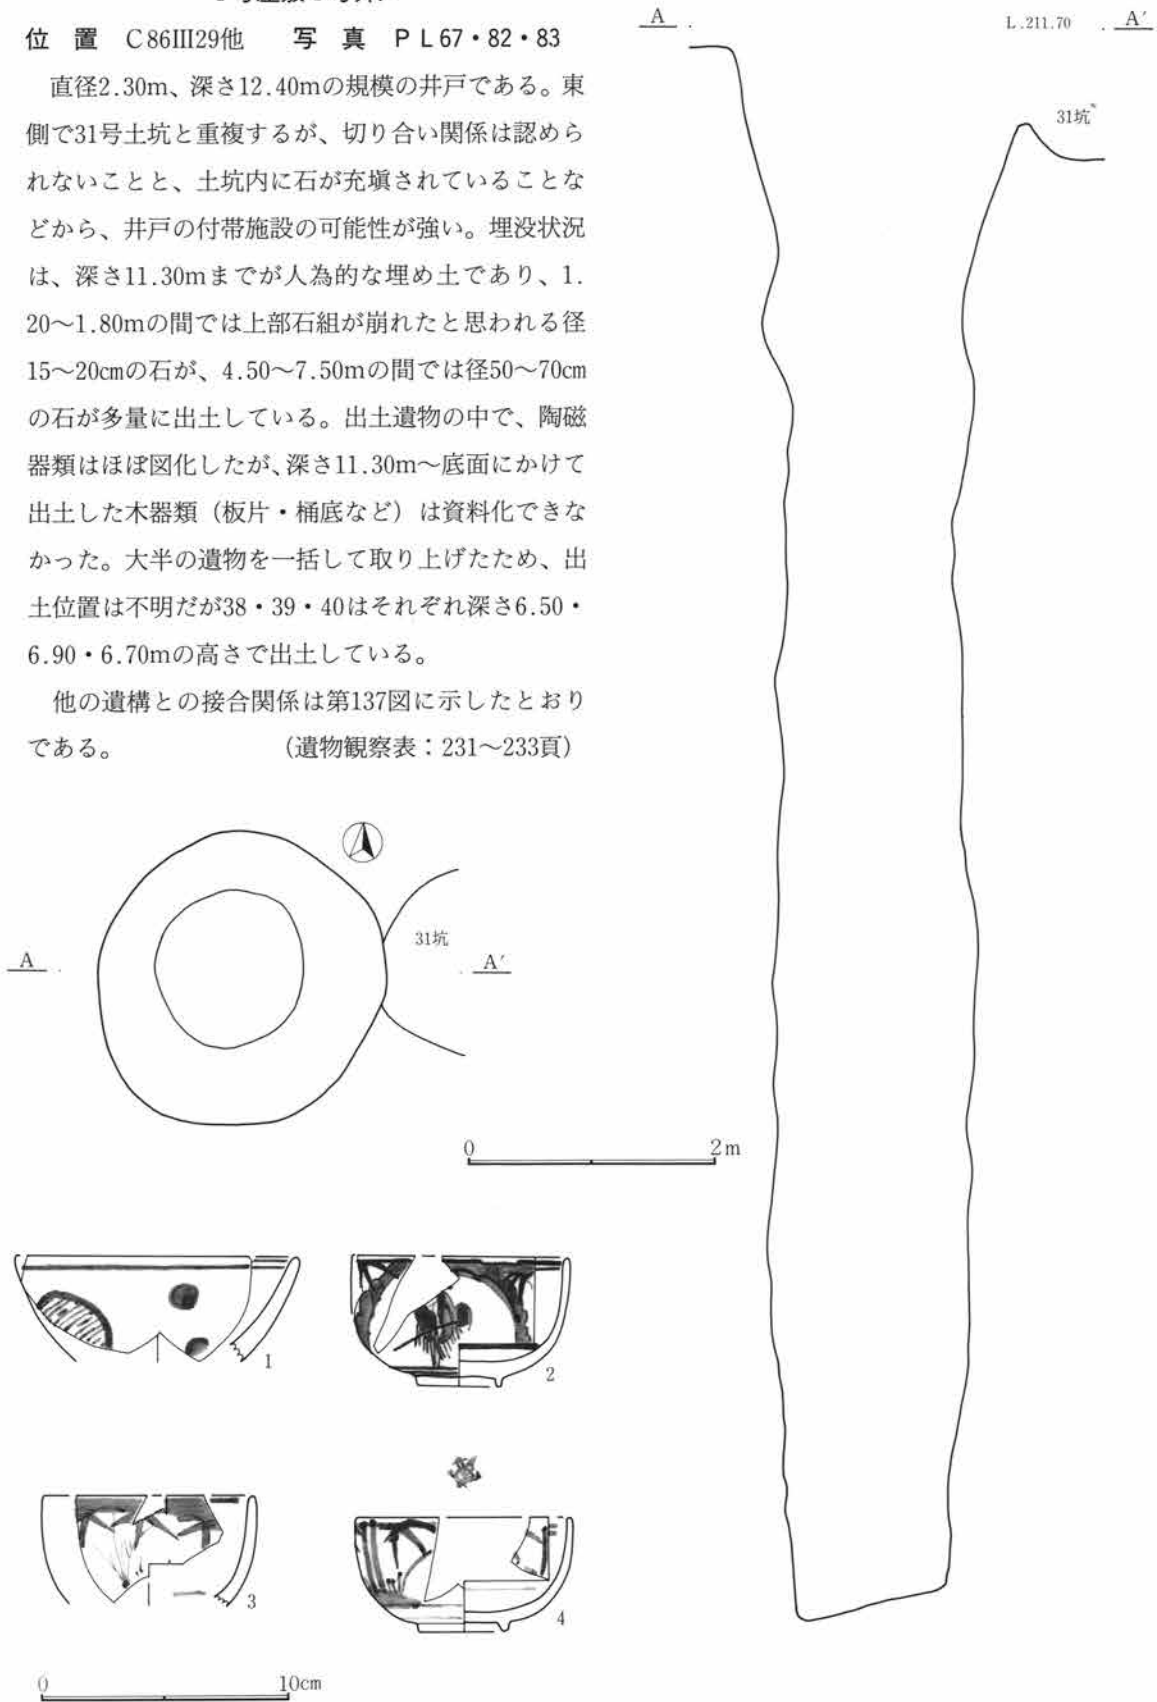 位　置　C86III29他　　写　真　PL67・82・83
直径2.30m、深さ12.40mの規模の井戸である。東
側で31号土坑と重複するが、切り合い関係は認めら
れないことと、土坑内に石が充塡されていることな
どから、井戸の付帯施設の可能性が強い。埋没状況
は、深さ11.30mまでが人為的な埋め土であり、1.
20〜1.80mの間では上部石組が崩れたと思われる径
15〜20㎝の石が、4.50〜7.50mの間では径50〜70㎝
の石が多量に出土している。出土遺物の中で、陶磁
器類はほぼ図化したが、深さ11.30m〜底面にかけて
出土した木器類（板片・桶底など）は資料化できな
かった。大半の遺物を一括して取り上げたため、出
土位置は不明だが38・39・40はそれぞれ深さ6.50・
6.90・6.70mの高さで出土している。
他の遺構との接合関係は第137図に示したとおり
である。　　　　　　　（遺物観察表：231〜233頁）
A
L.211.70
A′
31坑
31坑
A
A′
0
2m
1
2
3
4
0
10cm